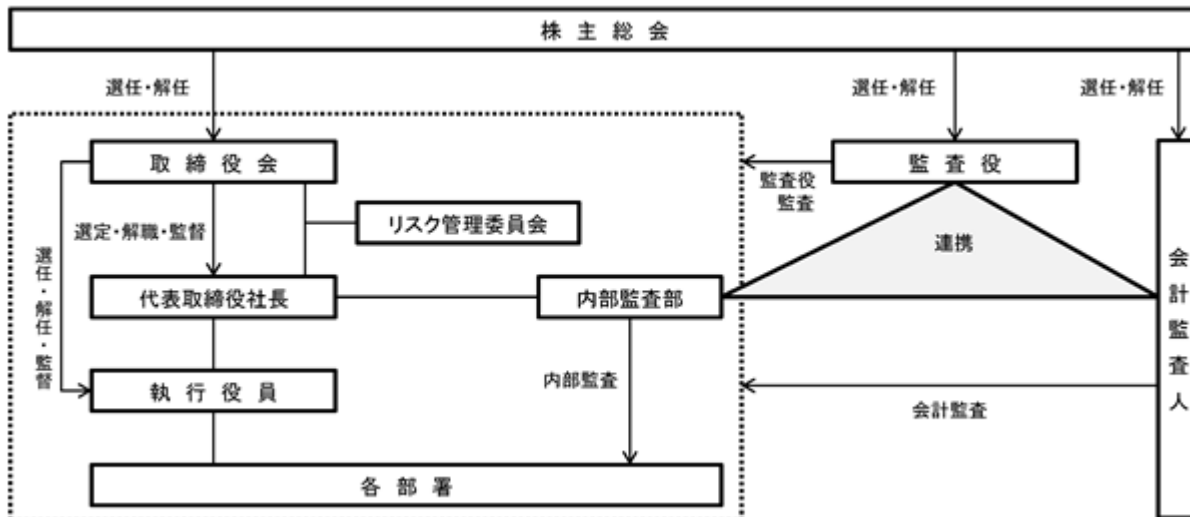 株主総会
選任・解任
選任・解任
選任・解任
取締役会
監査役
監査役
監査
リスク管理委員会
選定・解職・監督
連携
選任・解任・監督
代表取締役社長
内部監査部
会計監査人
執行役員
内部監査
会計監査
各部署